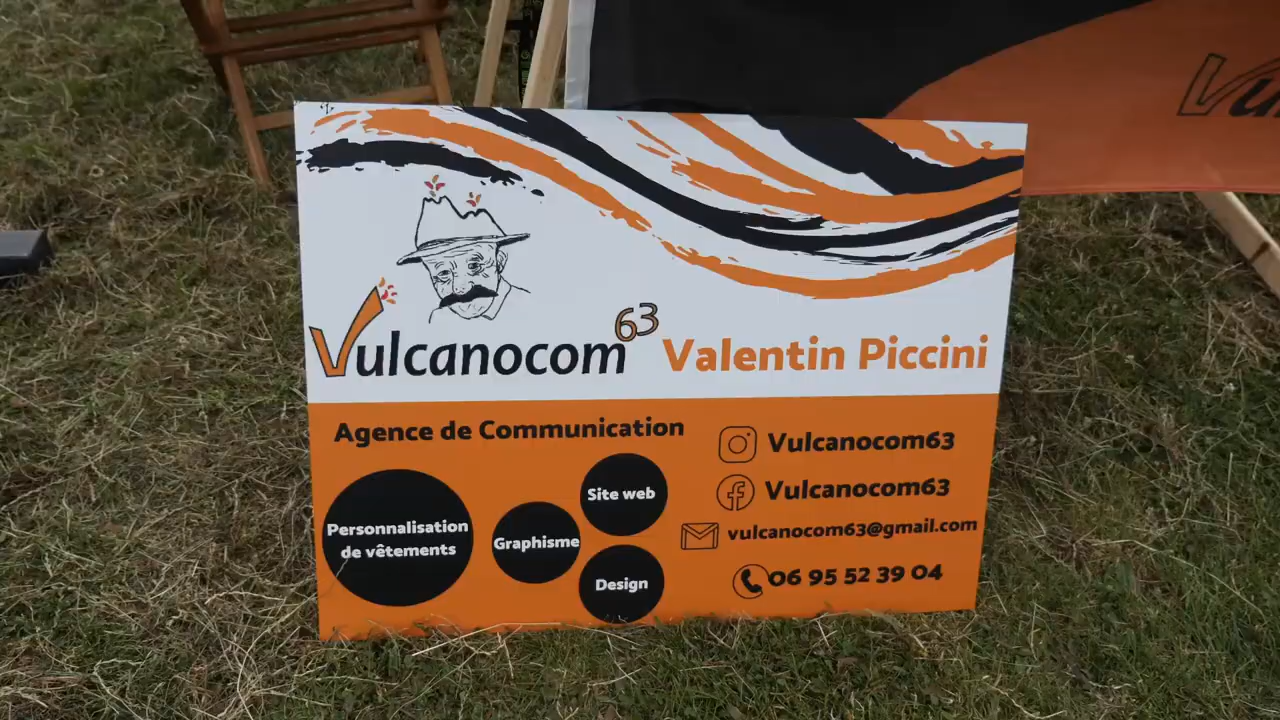 Vulcanocom63
Valentin Piccini
Agence de Communication
Personnalisation
de vêtements
Graphisme
Site web
Design
Vulcanocom63
Vulcanocom63
vulcanocom63@gmail.com
06 95 52 39 04